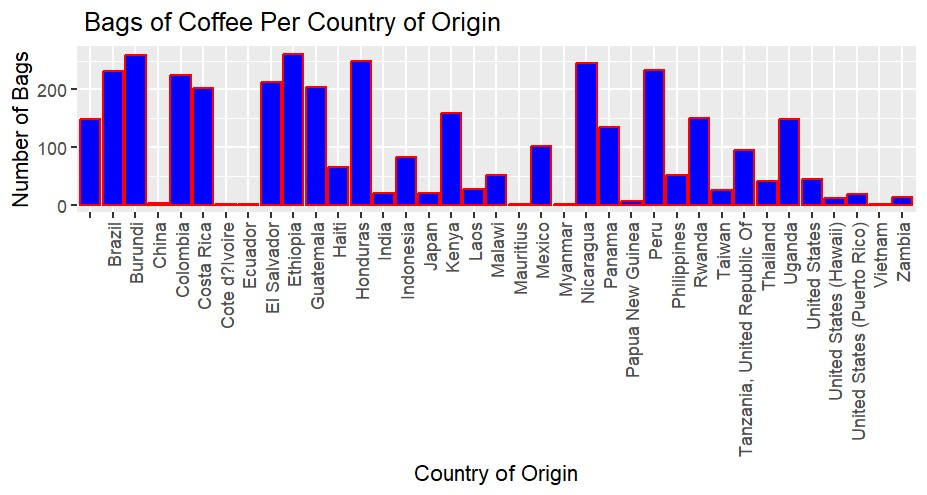 Bags of Coffee Per Country of Origin
Number of Bags
200
100
0
Brazil
Burundi
China
Colombia
Costa Rica
Cote d?Ivoire
Ecuador
El Salvador
Ethiopia
Guatemala
Haiti
Honduras
India
Indonesia
Japan
Kenya
Laos
Malawi
Mauritius
Mexico
Myanmar
Nicaragua
Panama
Papua New Guinea
Peru
Philippines
Rwanda
Taiwan
Tanzania, United Republic Of
Thailand
Uganda
United States
United States (Hawaii)
United States (Puerto Rico)
Vietnam
Zambia
Country of Origin